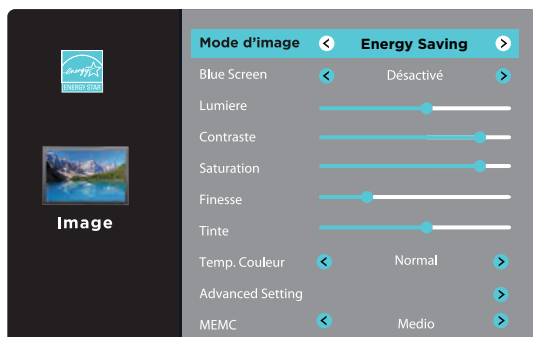 energy
ENERGY STAR
Image
Mode d'image < Energy Saving >
Blue Screen < Désactivé >
Lumiere
Contraste
Saturation
Finesse
Tinte
Temp. Couleur < Normal >
Advanced Setting >
MEMC < Medio >